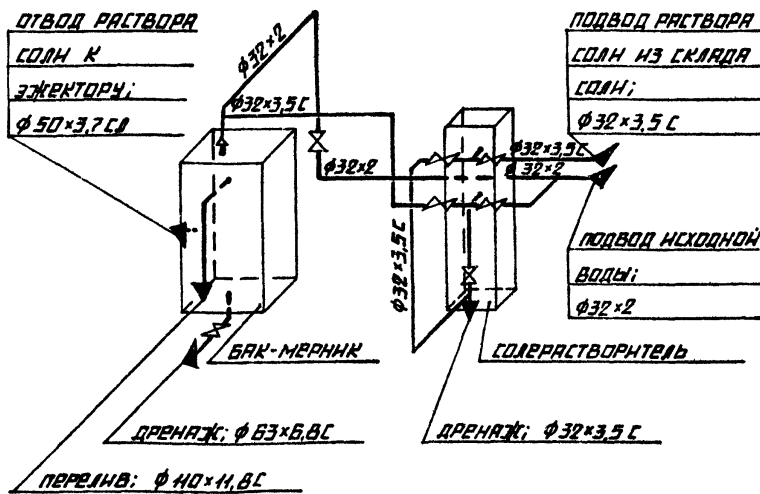 ОТВОД РАСТВОРА
СОЛИ К
ЭЖЕКТОРУ;
ф50×3,7СЛ
ПОДВОД РАСТВОРА
СОЛИ ИЗ СКЛАДА
СОЛИ;
ф32×3,5С
ф32×2
ф32×3,5С
ф32×2
ф32×3,5С
ф32×2
ф32×3,5С
ПОДВОД ИСХОДНОЙ
ВОДЫ;
ф32×2
БАК-МЕРНИК
СОЛЕРАСТВОРИТЕЛЬ
ДРЕНАЖ; ф63×6,8С
ДРЕНАЖ; ф32×3,5С
ПЕРЕЛИВ; ф110×11,8С